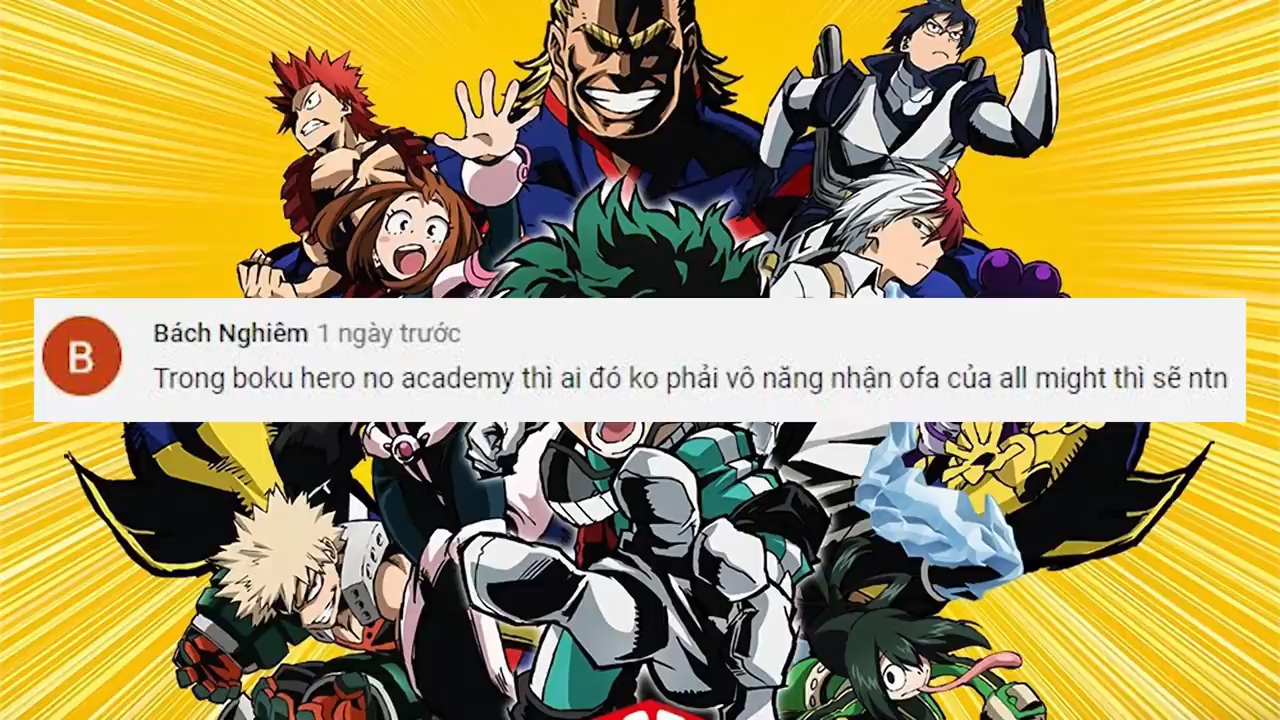 B
Bách Nghiêm 1 ngày trước
Trong boku hero no academy thì ai đó ko phải vô năng nhận ofa của all might thì sẽ ntn